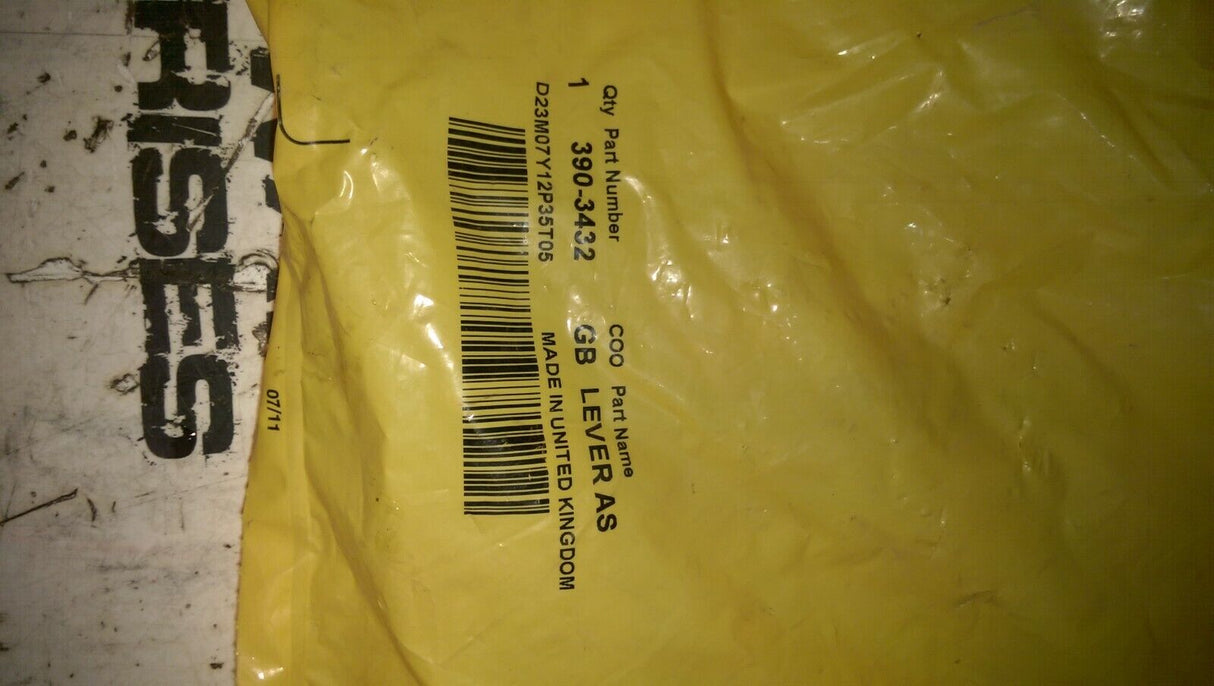 Qty Part Number COO Part Name
1 390-3432 GB LEVER AS
D23M07Y12P35T05 MADE IN UNITED KINGDOM
07/11
RISES